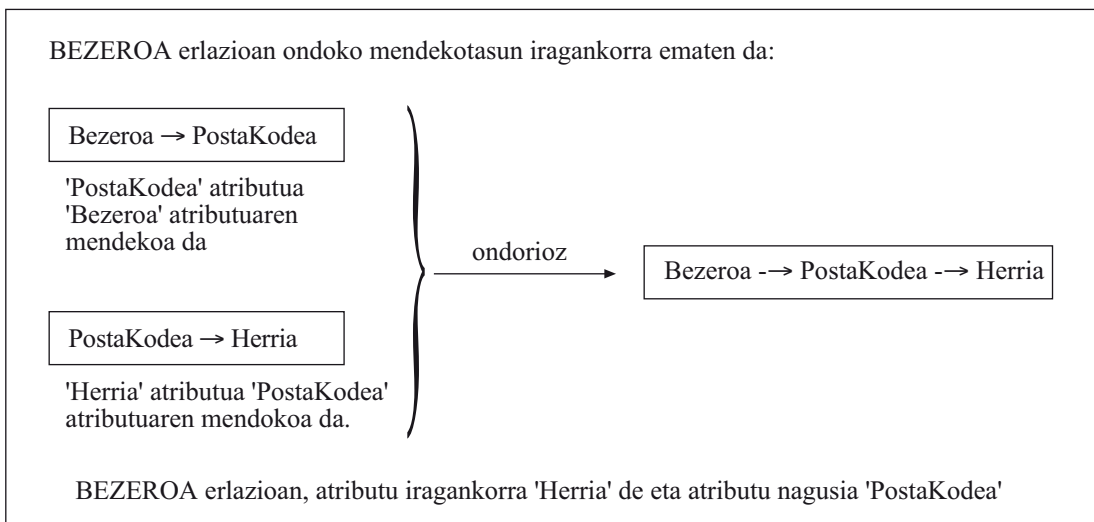 BEZEROA erlazioan ondoko mendekotasun iragankorra ematen da:
Bezeroa → PostaKodea
'PostaKodea' atributua
'Bezeroa' atributuaren
mendekoa da
PostaKodea → Herria
'Herria' atributua 'PostaKodea'
atributuaren mendokoa da.
ondorioz
Bezeroa -→ PostaKodea -→ Herria
BEZEROA erlazioan, atributu iragankorra 'Herria' de eta atributu nagusia 'PostaKodea'